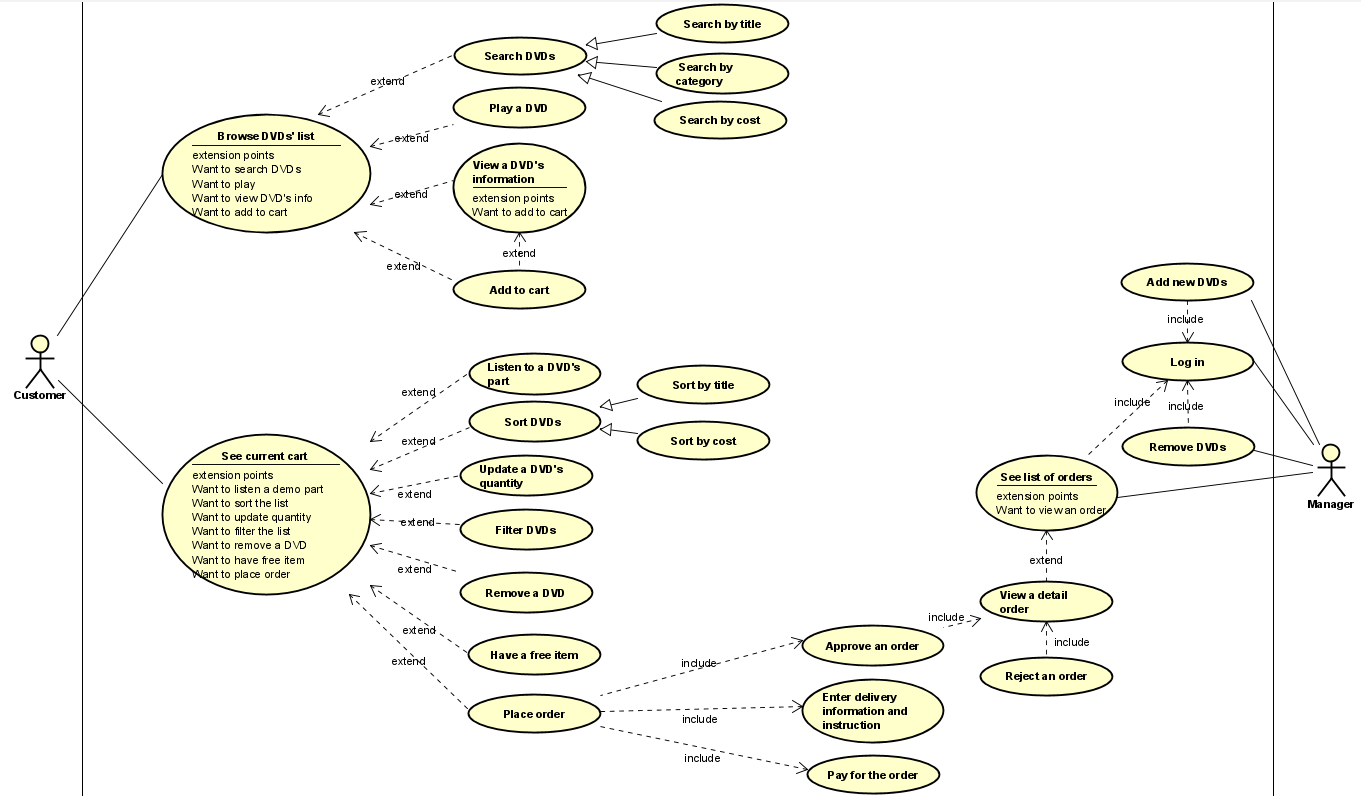 Search by title
Search DVDs
Search by
category
extend
Search by cost
Play a DVD
Browse DVDs' list
extension points
Want to search DVDs
Want to play
Want to view DVD's info
Want to add to cart
extend
View a DVD's
information
extension points
Want to add to cart
extend
extend
extend
Add to cart
Customer
Listen to a DVD's
part
extend
Sort by title
Sort DVDs
extend
Sort by cost
See current cart
extension points
Want to listen a demo part
Want to sort the list
Want to update quantity
Want to filter the list
Want to remove a DVD
Want to have free item
Want to place order
Update a DVD's
quantity
extend
extend
Filter DVDs
extend
Remove a DVD
extend
Have a free item
extend
Place order
include
include
include
Approve an order
Enter delivery
information and
instruction
Pay for the order
include
Add new DVDs
include
Log in
include
include
Remove DVDs
See list of orders
extension points
Want to view an order
Manager
extend
View a detail
order
include
Reject an order